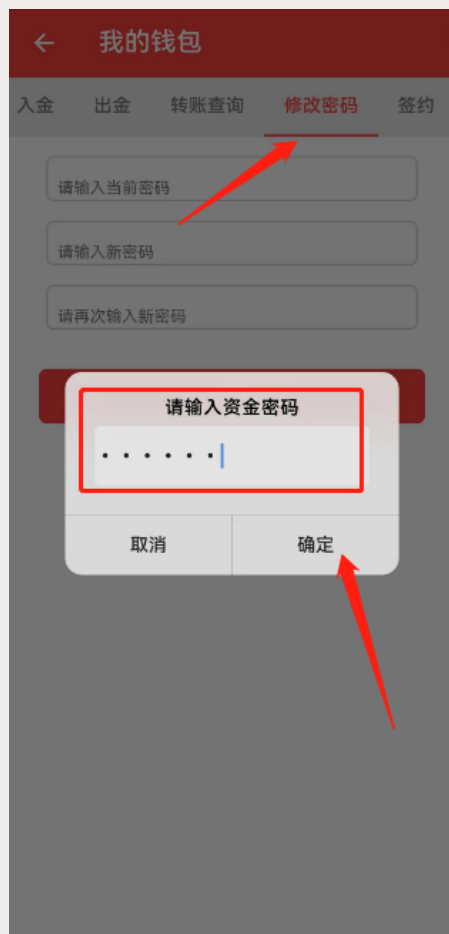 我的钱包
入金 出金 转账查询 修改密码 签约
请输入当前密码
请输入新密码
请再次输入新密码
请输入资金密码
······
取消 确定